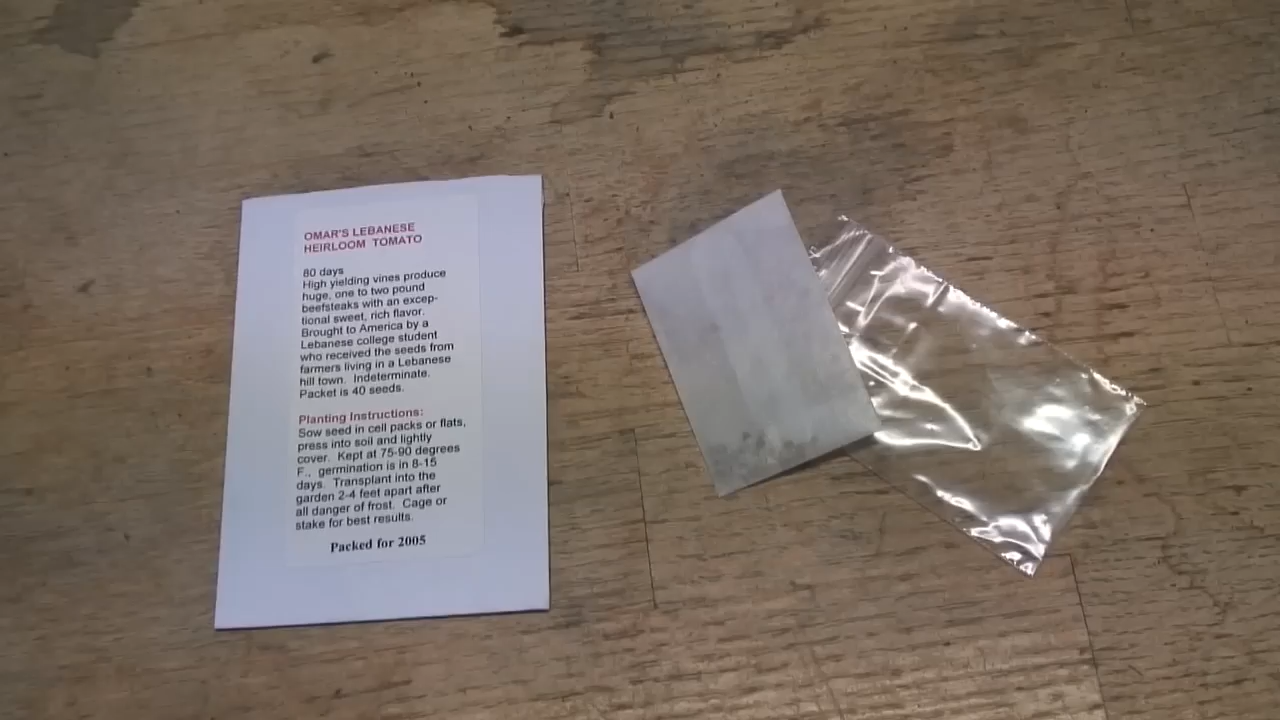 OMAR'S LEBANESE
HEIRLOOM TOMATO
80 days
High yielding vines produce
huge, one to two pound
beefsteaks with an excep-
tional sweet, rich flavor.
Brought to America by a
Lebanese college student
who received the seeds from
farmers living in a Lebanese
hill town. Indeterminate.
Packet is 40 seeds.
Planting Instructions:
Sow seed in cell packs or flats,
press into soil and lightly
cover. Kept at 75-90 degrees
F., germination is in 8-15
days. Transplant into the
garden 2-4 feet apart after
all danger of frost. Cage or
stake for best results.
Packed for 2005